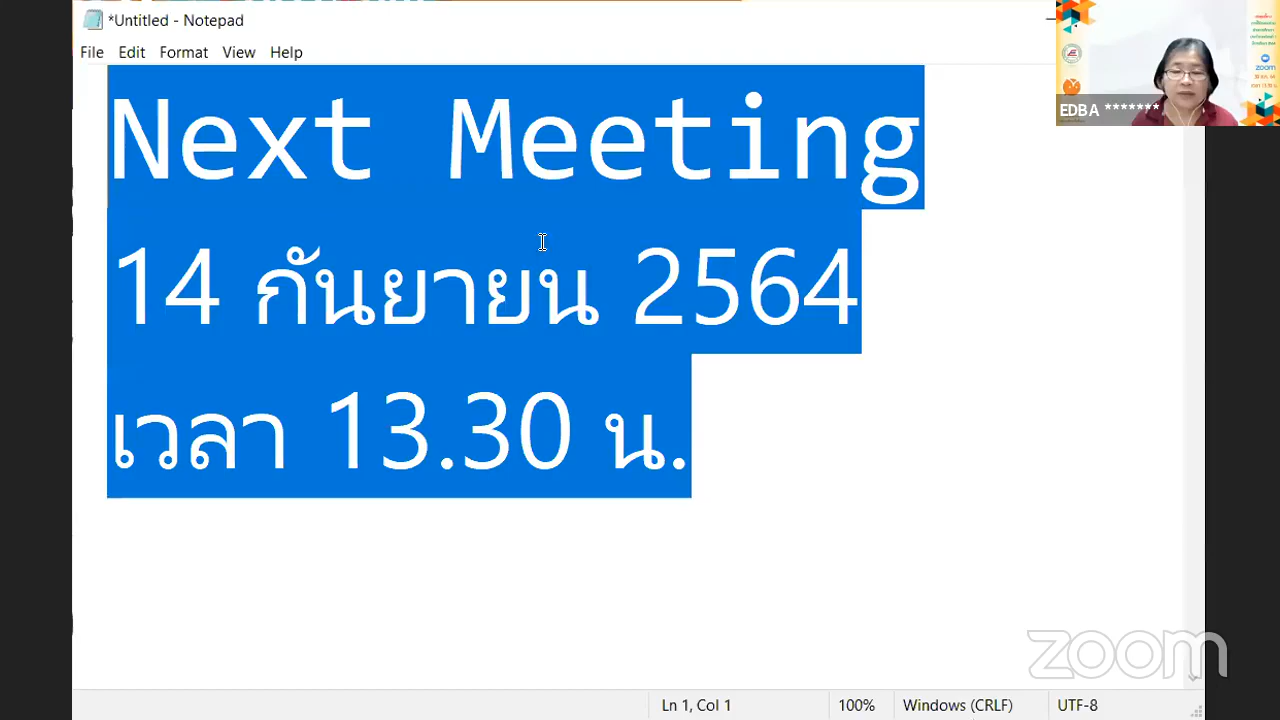 *Untitled - Notepad
File Edit Format View Help
Next Meeting
14 กันยายน 2564
เวลา 13.30 น.
EDBA *******
zoom
zoom
Ln 1, Col 1 100% Windows (CRLF) UTF-8